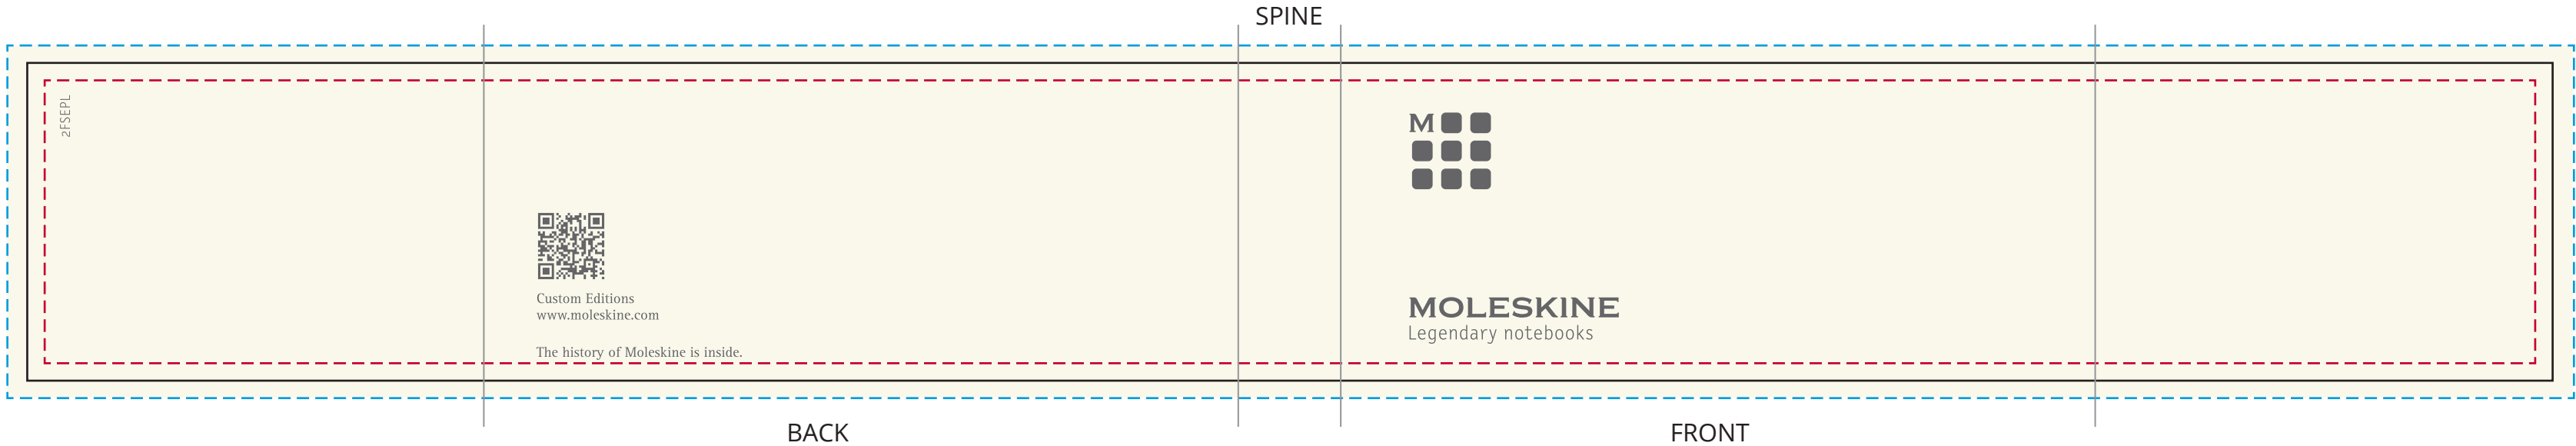 SPINE
2FSEPL
M
Custom Editions
www.moleskine.com
The history of Moleskine is inside.
MOLESKINE
Legendary notebooks
BACK
FRONT